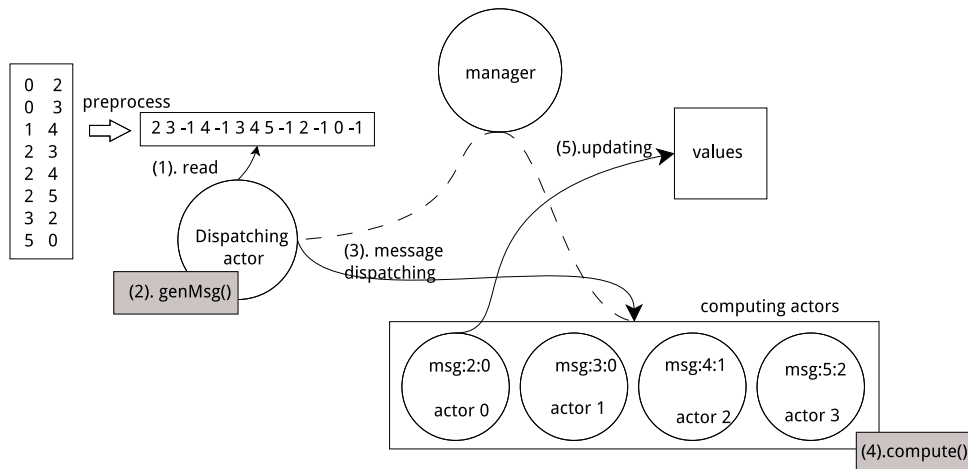 manager
0 2
0 3
1 4
2 3
2 4
2 5
3 2
5 0
preprocess
2 3 -1 4 -1 3 4 5 -1 2 -1 0 -1
(1). read
(5).updating
values
Dispatching
actor
(2). genMsg()
(3). message
dispatching
computing actors
msg:2:0
actor 0
msg:3:0
actor 1
msg:4:1
actor 2
msg:5:2
actor 3
(4).compute()